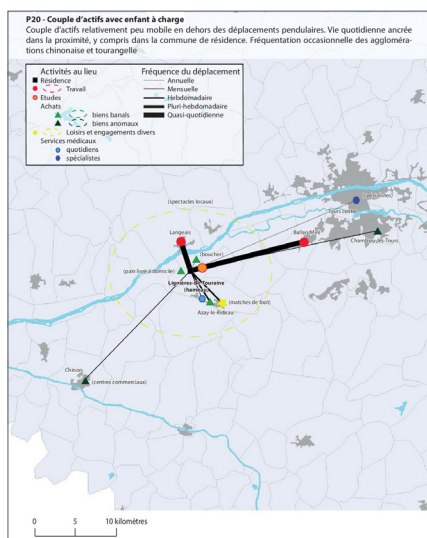 P20 - Couple d'actifs avec enfant à charge
Couple d'actifs relativement peu mobile en dehors des déplacements pendulaires. Vie quotidienne ancrée
dans la proximité, y compris dans la commune de résidence. Fréquentation occasionnelle des aggloméra-
tions chinonaise et tourangelle
Activités au lieu
Résidence
Travail
Etudes
Achats
biens banals
biens anomaux
Loisirs et engagements divers
Services médicaux
quotidiens
spécialistes
Fréquence du déplacement
Annuelle
Mensuelle
Hebdomadaire
Pluri-hebdomadaire
Quasi-quotidienne
(spectacles locaux)
Tours centre
Langeais
Ballan-Miré
Chambray-lès-Tours
(boucher)
(pain livré à domicile)
Lignières-de-Touraine
(hameau)
(matches de foot)
Azay-le-Rideau
Chinon
(centres commerciaux)
0 5 10 kilomètres